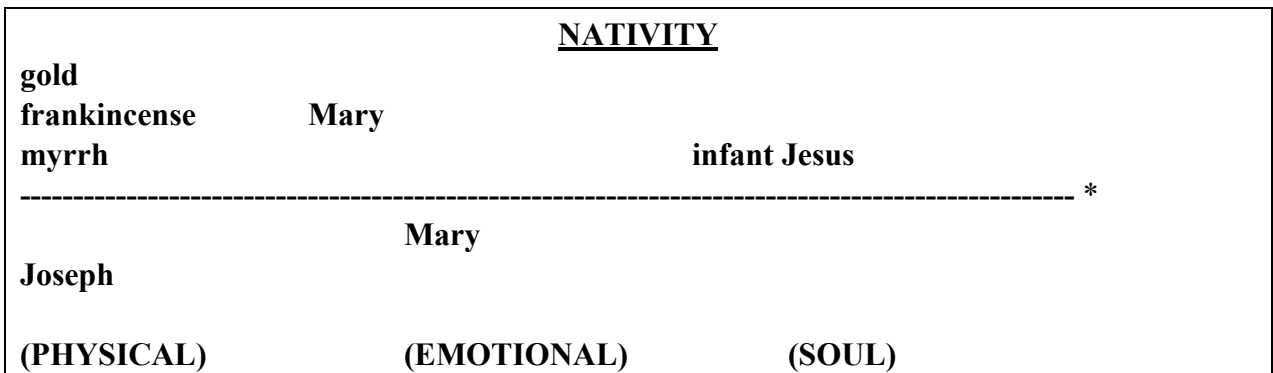 NATIVITY
gold
frankincense Mary
myrrh infant Jesus
---------------------------------------------------------------------------------------------------- *
Mary
Joseph
(PHYSICAL) (EMOTIONAL) (SOUL)